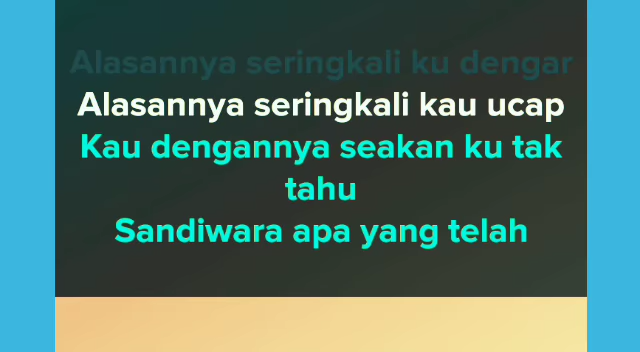 Alasannya seringkali ku dengar
Alasannya seringkali kau ucap
Kau dengannya seakan ku tak
tahu
Sandiwara apa yang telah